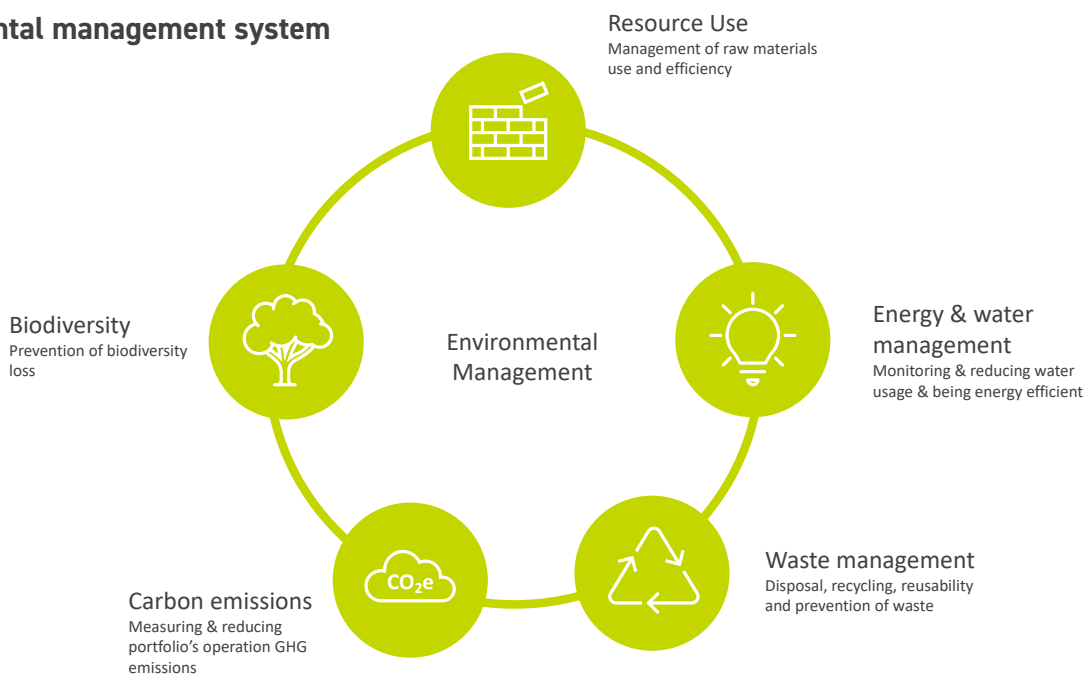 ntal management system
Resource Use
Management of raw materials
use and efficiency
Energy & water
management
Monitoring & reducing water
usage & being energy efficient
Waste management
Disposal, recycling, reusability
and prevention of waste
CO₂e
Carbon emissions
Measuring & reducing
portfolio's operation GHG
emissions
Biodiversity
Prevention of biodiversity
loss
Environmental
Management